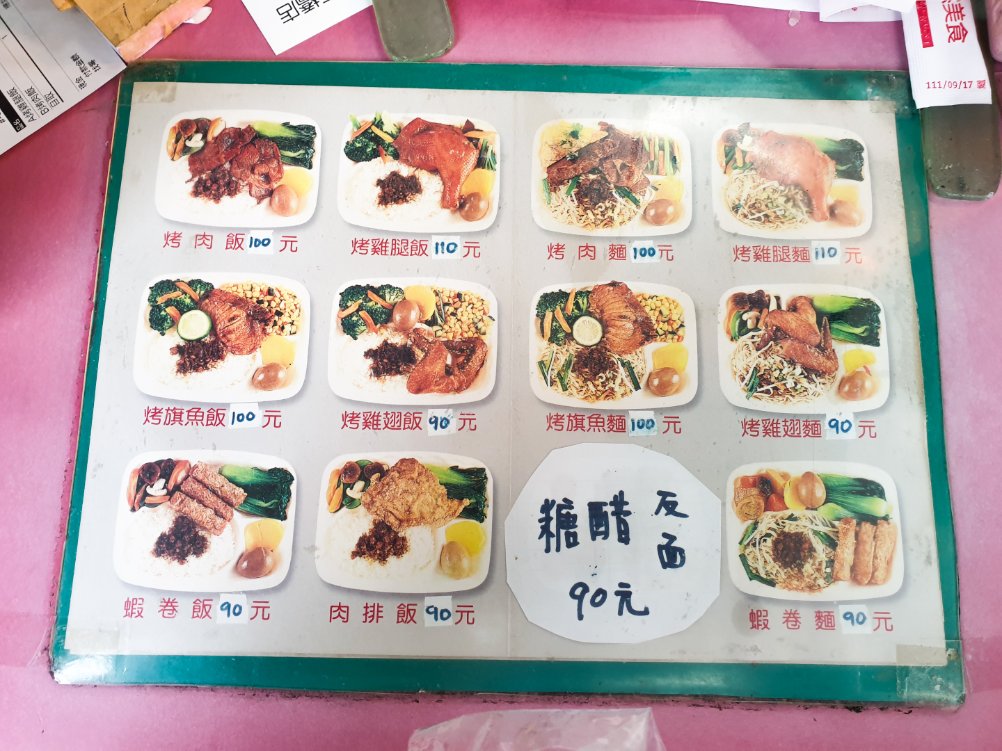 橋店
美食
111/09/17
烤肉飯100元
烤雞腿飯110元
烤肉麵100元
烤雞腿麵110元
烤旗魚飯100元
烤雞翅飯90元
烤旗魚麵100元
烤雞翅麵90元
蝦卷飯90元
肉排飯90元
糖醋
反面
90元
蝦卷麵90元